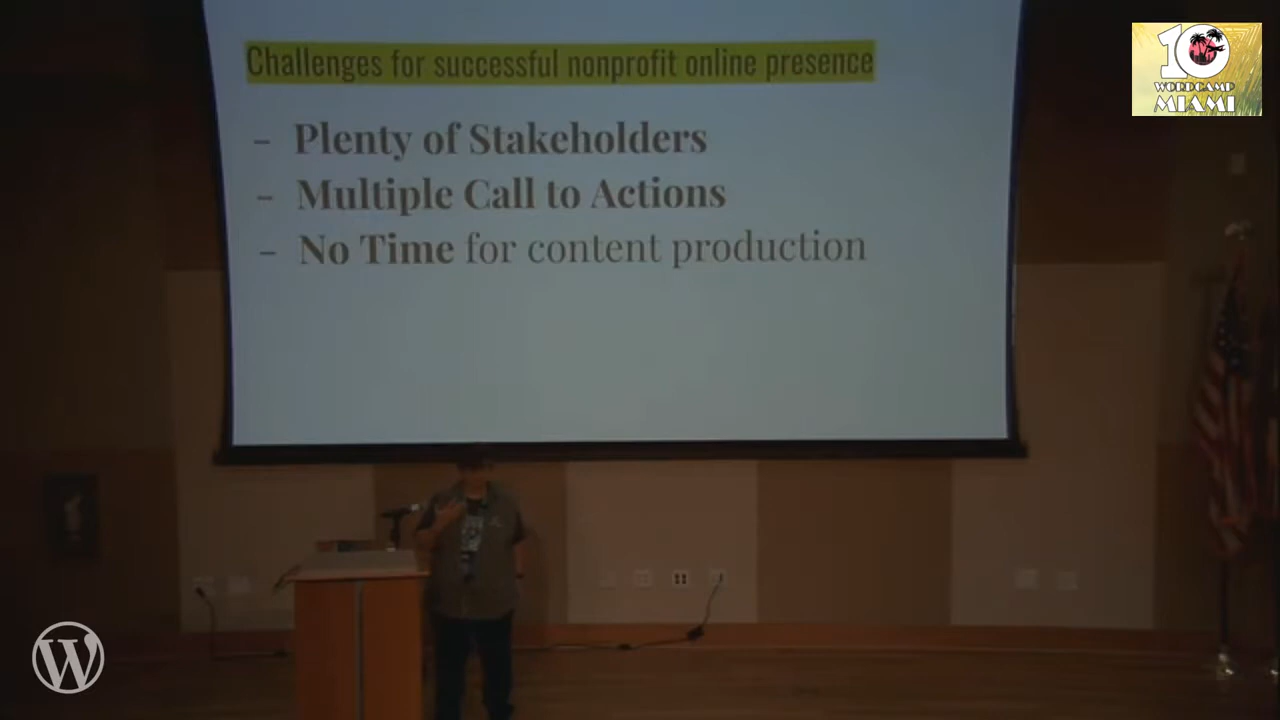 Challenges for successful nonprofit online presence
- Plenty of Stakeholders
- Multiple Call to Actions
- No Time for content production
10
WORDCAMP
MIAMI
W